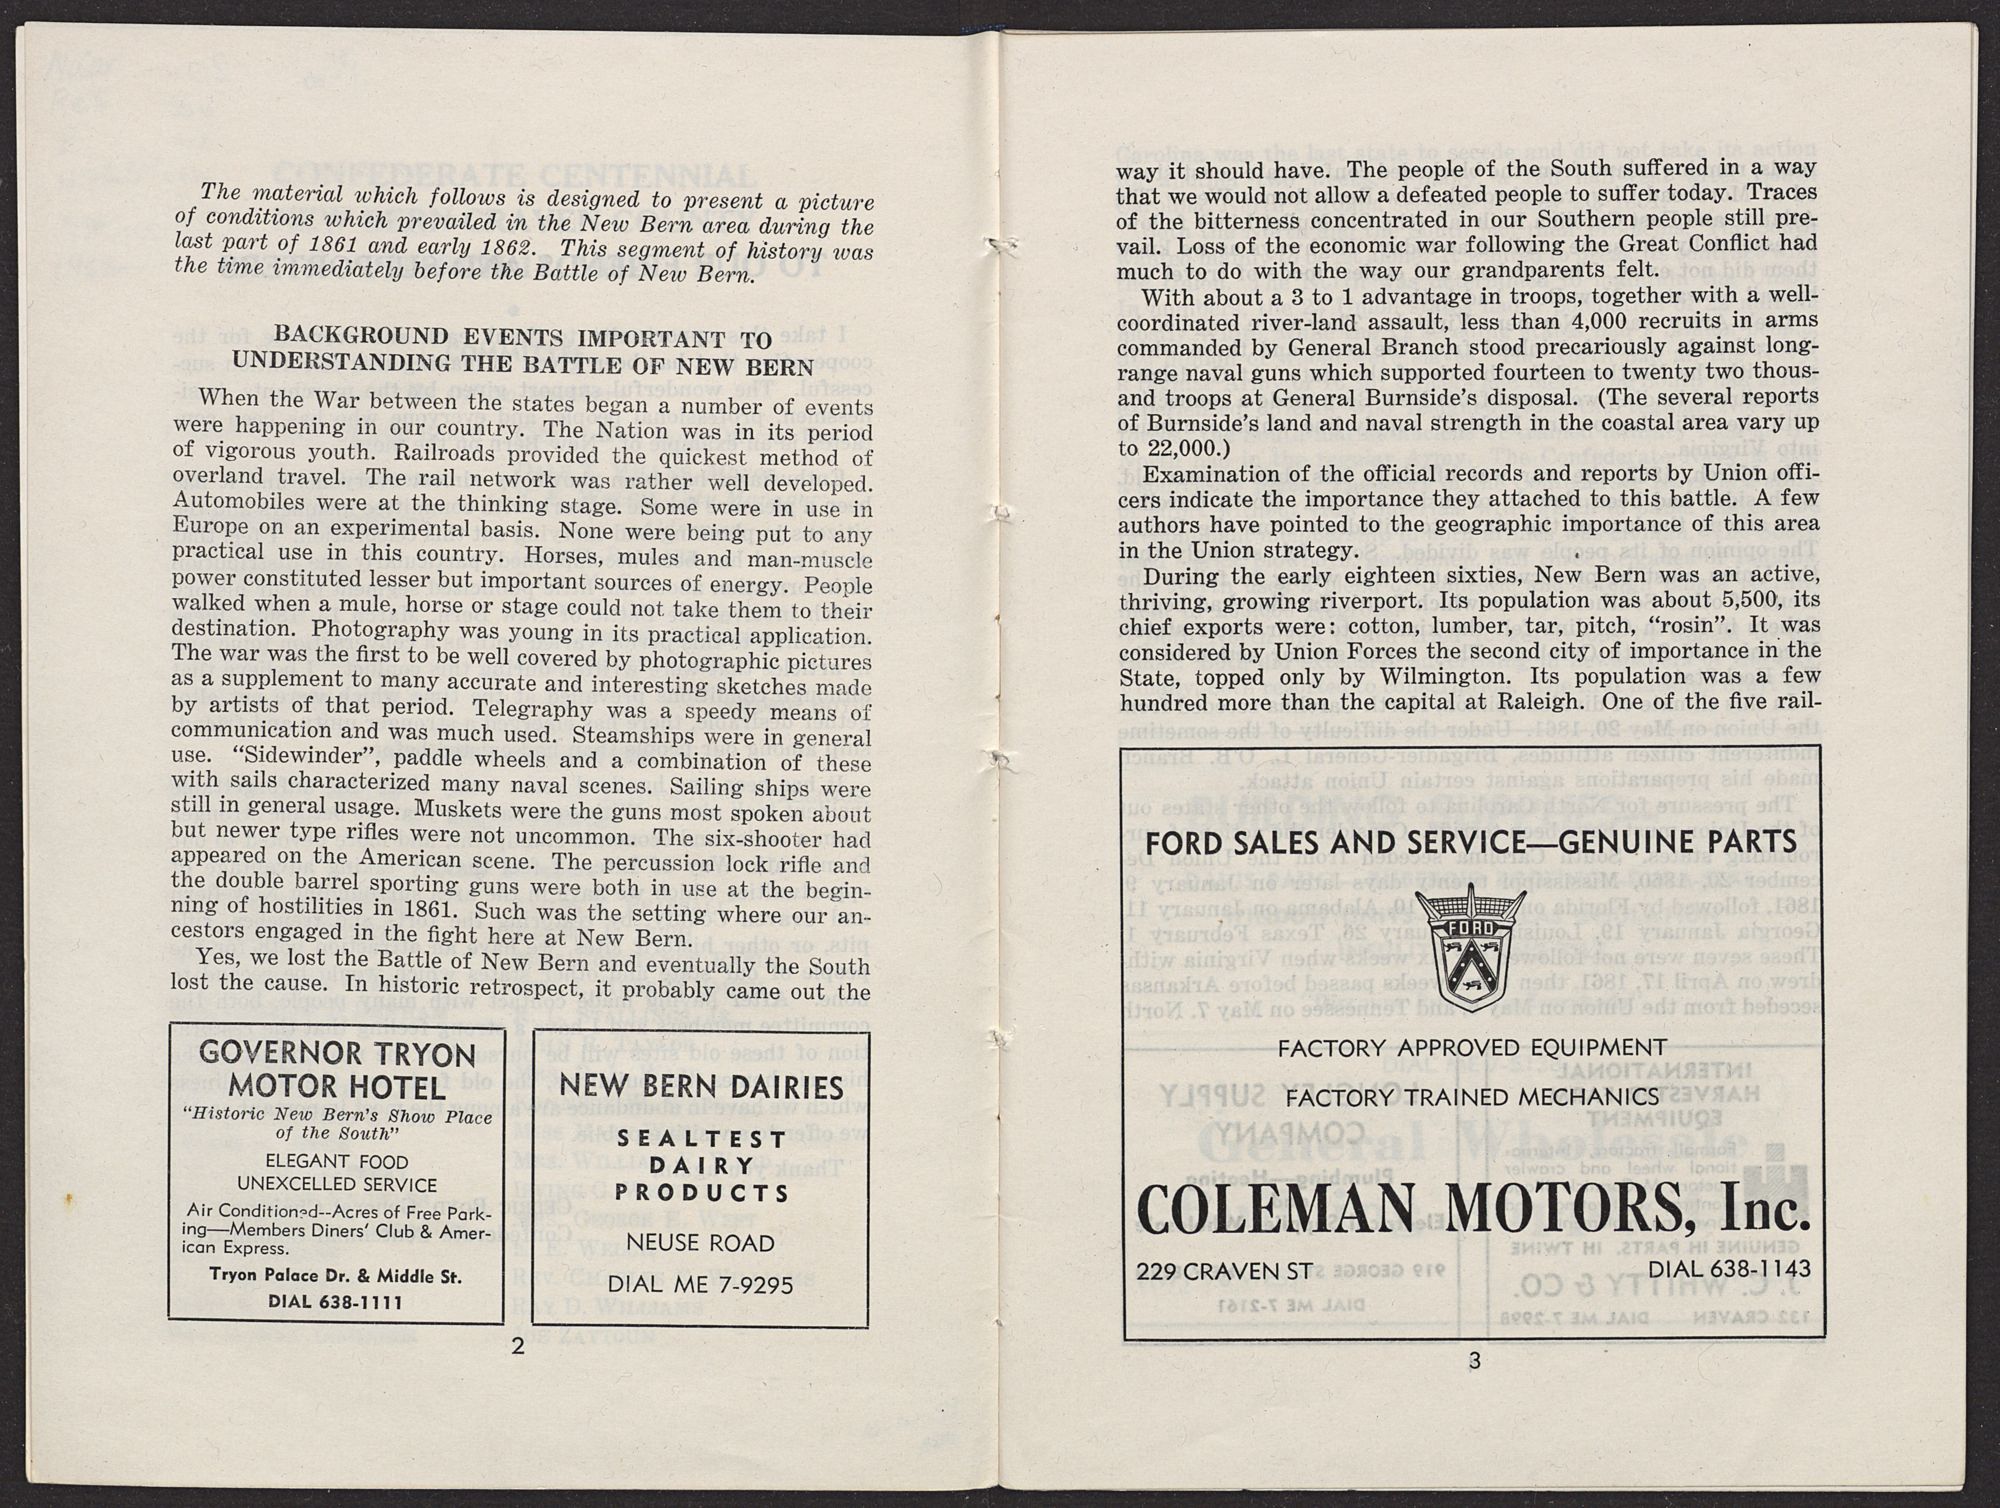 The material which follows is designed to present a picture
of conditions which prevailed in the New Bern area during the
last part of 1861 and early 1862. This segment of history was
the time immediately before the Battle of New Bern.
BACKGROUND EVENTS IMPORTANT TO
UNDERSTANDING THE BATTLE OF NEW BERN
When the War between the states began a number of events
were happening in our country. The Nation was in its period
of vigorous youth. Railroads provided the quickest method of
overland travel. The rail network was rather well developed.
Automobiles were at the thinking stage. Some were in use in
Europe on an experimental basis. None were being put to any
practical use in this country. Horses, mules and man-muscle
power constituted lesser but important sources of energy. People
walked when a mule, horse or stage could not take them to their
destination. Photography was young in its practical application.
The war was the first to be well covered by photographic pictures
as a supplement to many accurate and interesting sketches made
by artists of that period. Telegraphy was a speedy means of
communication and was much used. Steamships were in general
use. “Sidewinder”, paddle wheels and a combination of these
with sails characterized many naval scenes. Sailing ships were
still in general usage. Muskets were the guns most spoken about
but newer type rifles were not uncommon. The six-shooter had
appeared on the American scene. The percussion lock rifle and
the double barrel sporting guns were both in use at the begin-
ning of hostilities in 1861. Such was the setting where our an-
cestors engaged in the fight here at New Bern.
Yes, we lost the Battle of New Bern and eventually the South
lost the cause. In historic retrospect, it probably came out the
GOVERNOR TRYON
MOTOR HOTEL
“Historic New Bern's Show Place
of the South”
ELEGANT FOOD
UNEXCELLED SERVICE
Air Conditioned--Acres of Free Park-
ing—Members Diners' Club & Amer-
ican Express.
Tryon Palace Dr. & Middle St.
DIAL 638-1111
NEW BERN DAIRIES
SEALTEST
DAIRY
PRODUCTS
NEUSE ROAD
DIAL ME 7-9295
2
way it should have. The people of the South suffered in a way
that we would not allow a defeated people to suffer today. Traces
of the bitterness concentrated in our Southern people still pre-
vail. Loss of the economic war following the Great Conflict had
much to do with the way our grandparents felt.
With about a 3 to 1 advantage in troops, together with a well-
coordinated river-land assault, less than 4,000 recruits in arms
commanded by General Branch stood precariously against long-
range naval guns which supported fourteen to twenty two thous-
and troops at General Burnside's disposal. (The several reports
of Burnside's land and naval strength in the coastal area vary up
to 22,000.)
Examination of the official records and reports by Union offi-
cers indicate the importance they attached to this battle. A few
authors have pointed to the geographic importance of this area
in the Union strategy.
During the early eighteen sixties, New Bern was an active,
thriving, growing riverport. Its population was about 5,500, its
chief exports were: cotton, lumber, tar, pitch, “rosin”. It was
considered by Union Forces the second city of importance in the
State, topped only by Wilmington. Its population was a few
hundred more than the capital at Raleigh. One of the five rail-
FORD SALES AND SERVICE—GENUINE PARTS
FORD
FACTORY APPROVED EQUIPMENT
FACTORY TRAINED MECHANICS
COLEMAN MOTORS, Inc.
229 CRAVEN ST
DIAL 638-1143
3